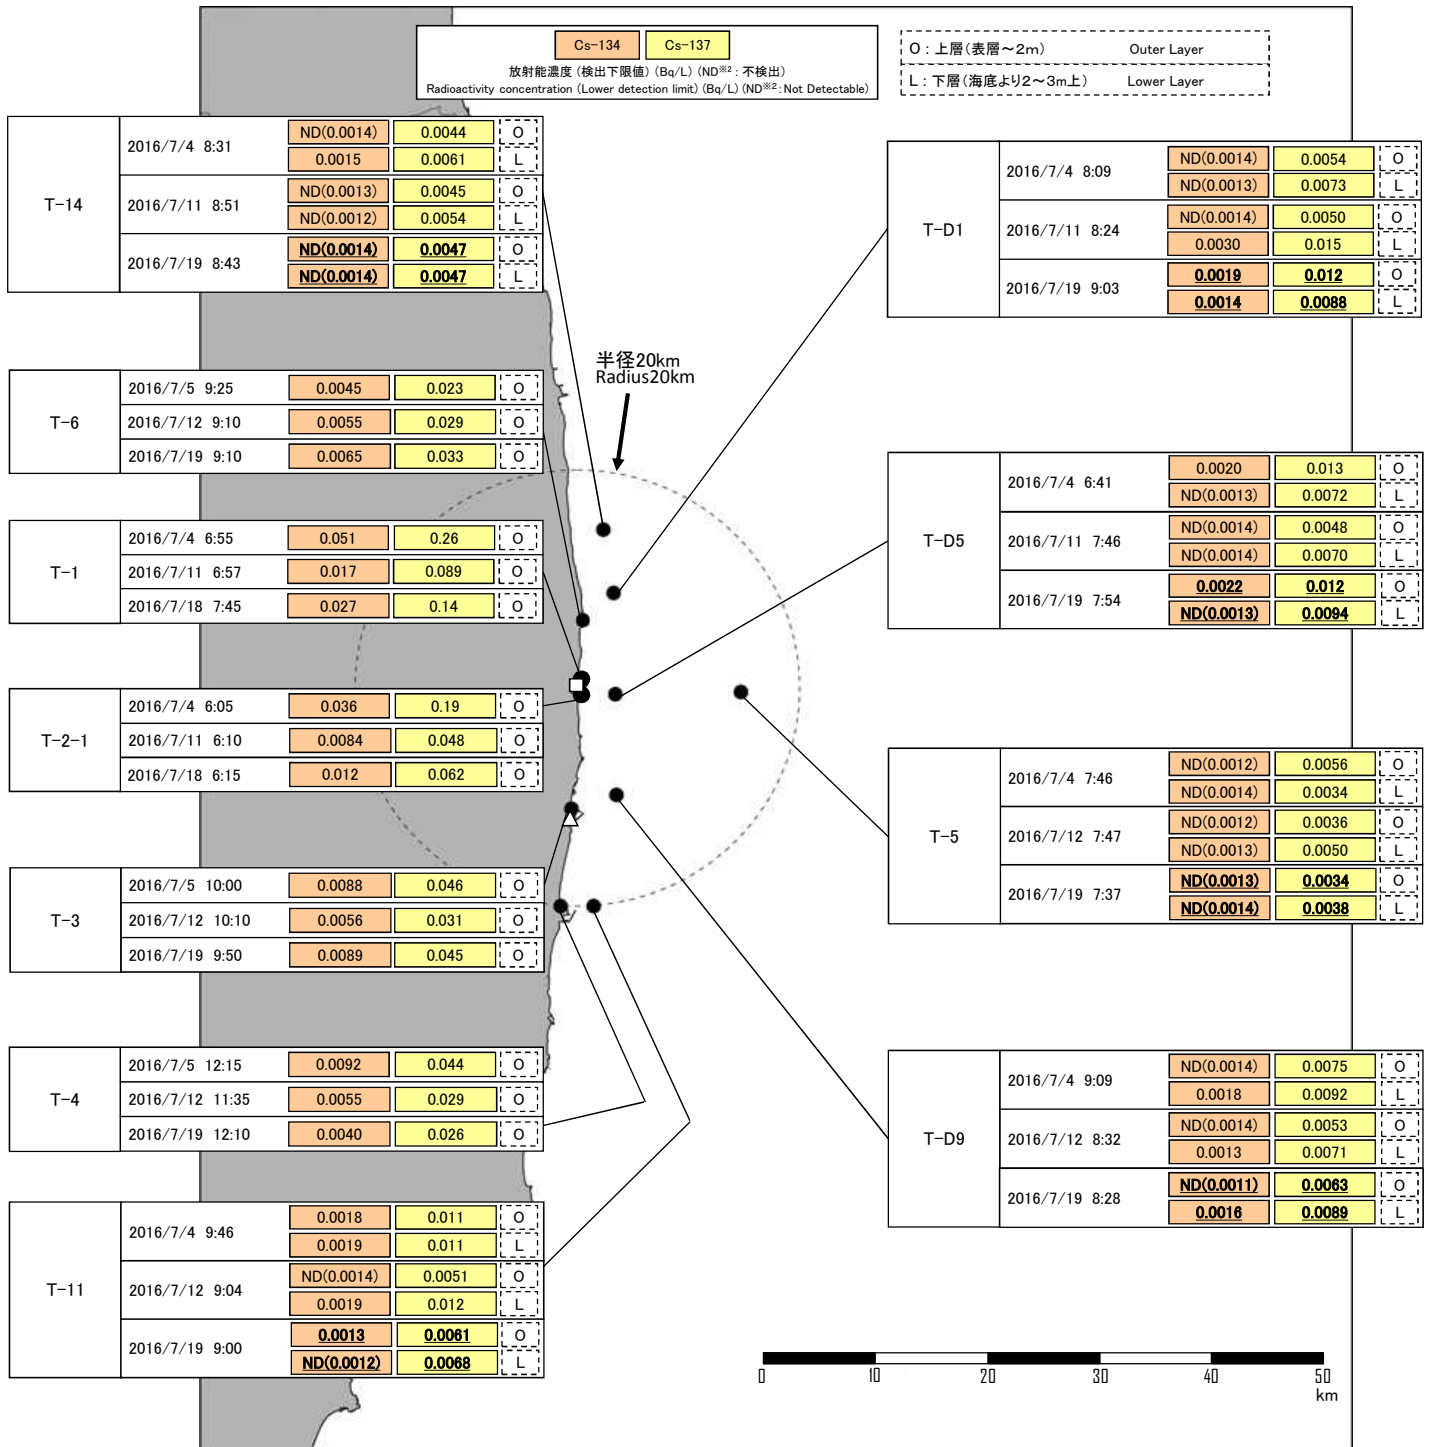 Cs-134 Cs-137
放射能濃度 (検出下限値) (Bq/L) (ND※2 : 不検出)
Radioactivity concentration (Lower detection limit) (Bq/L) (ND※2:Not Detectable)
O : 上層(表層～2m) Outer Layer
L : 下層(海底より2～3m上) Lower Layer
T-14
2016/7/4 8:31
ND(0.0014) 0.0044 O
0.0015 0.0061 L
2016/7/11 8:51
ND(0.0013) 0.0045 O
ND(0.0012) 0.0054 L
2016/7/19 8:43
ND(0.0014) 0.0047 O
ND(0.0014) 0.0047 L
T-D1
2016/7/4 8:09
ND(0.0014) 0.0054 O
ND(0.0013) 0.0073 L
2016/7/11 8:24
ND(0.0014) 0.0050 O
0.0030 0.015 L
2016/7/19 9:03
0.0019 0.012 O
0.0014 0.0088 L
半径20km
Radius20km
T-6
2016/7/5 9:25 0.0045 0.023 O
2016/7/12 9:10 0.0055 0.029 O
2016/7/19 9:10 0.0065 0.033 O
T-D5
2016/7/4 6:41
0.0020 0.013 O
ND(0.0013) 0.0072 L
2016/7/11 7:46
ND(0.0014) 0.0048 O
ND(0.0014) 0.0070 L
2016/7/19 7:54
0.0022 0.012 O
ND(0.0013) 0.0094 L
T-1
2016/7/4 6:55 0.051 0.26 O
2016/7/11 6:57 0.017 0.089 O
2016/7/18 7:45 0.027 0.14 O
T-2-1
2016/7/4 6:05 0.036 0.19 O
2016/7/11 6:10 0.0084 0.048 O
2016/7/18 6:15 0.012 0.062 O
T-5
2016/7/4 7:46
ND(0.0012) 0.0056 O
ND(0.0014) 0.0034 L
2016/7/12 7:47
ND(0.0012) 0.0036 O
ND(0.0013) 0.0050 L
2016/7/19 7:37
ND(0.0013) 0.0034 O
ND(0.0014) 0.0038 L
T-3
2016/7/5 10:00 0.0088 0.046 O
2016/7/12 10:10 0.0056 0.031 O
2016/7/19 9:50 0.0089 0.045 O
T-4
2016/7/5 12:15 0.0092 0.044 O
2016/7/12 11:35 0.0055 0.029 O
2016/7/19 12:10 0.0040 0.026 O
T-D9
2016/7/4 9:09
ND(0.0014) 0.0075 O
0.0018 0.0092 L
2016/7/12 8:32
ND(0.0014) 0.0053 O
0.0013 0.0071 L
2016/7/19 8:28
ND(0.0011) 0.0063 O
0.0016 0.0089 L
T-11
2016/7/4 9:46
0.0018 0.011 O
0.0019 0.011 L
2016/7/12 9:04
ND(0.0014) 0.0051 O
0.0019 0.012 L
2016/7/19 9:00
0.0013 0.0061 O
ND(0.0012) 0.0068 L
0 10 20 30 40 50
km